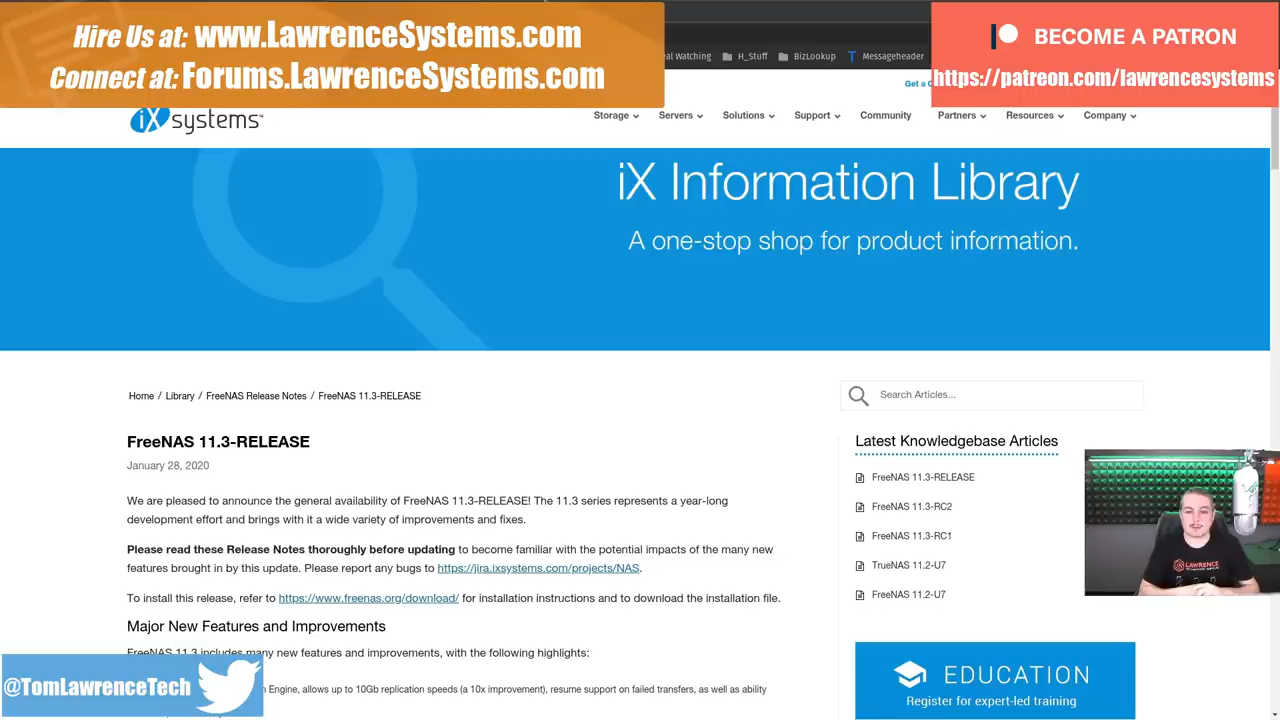 Hire Us at: www.LawrenceSystems.com
Connect at: Forums.LawrenceSystems.com
BECOME A PATRON
https://patreon.com/lawrencesystems
al Watching H_Stuff BizLookup Messageheader
Get a
iXsystems™
Storage Servers Solutions Support Community Partners Resources Company
iX Information Library
A one-stop shop for product information.
Home / Library / FreeNAS Release Notes / FreeNAS 11.3-RELEASE
Search Articles...
FreeNAS 11.3-RELEASE
January 28, 2020
We are pleased to announce the general availability of FreeNAS 11.3-RELEASE! The 11.3 series represents a year-long
development effort and brings with it a wide variety of improvements and fixes.
Please read these Release Notes thoroughly before updating to become familiar with the potential impacts of the many new
features brought in by this update. Please report any bugs to https://jira.ixsystems.com/projects/NAS.
To install this release, refer to https://www.freenas.org/download/ for installation instructions and to download the installation file.
Major New Features and Improvements
FreeNAS 11.3 includes many new features and improvements, with the following highlights:
n Engine, allows up to 10Gb replication speeds (a 10x improvement), resume support on failed transfers, as well as ability
Latest Knowledgebase Articles
FreeNAS 11.3-RELEASE
FreeNAS 11.3-RC2
FreeNAS 11.3-RC1
TrueNAS 11.2-U7
FreeNAS 11.2-U7
EDUCATION
Register for expert-led training
LAWRENCE
@TomLawrenceTech